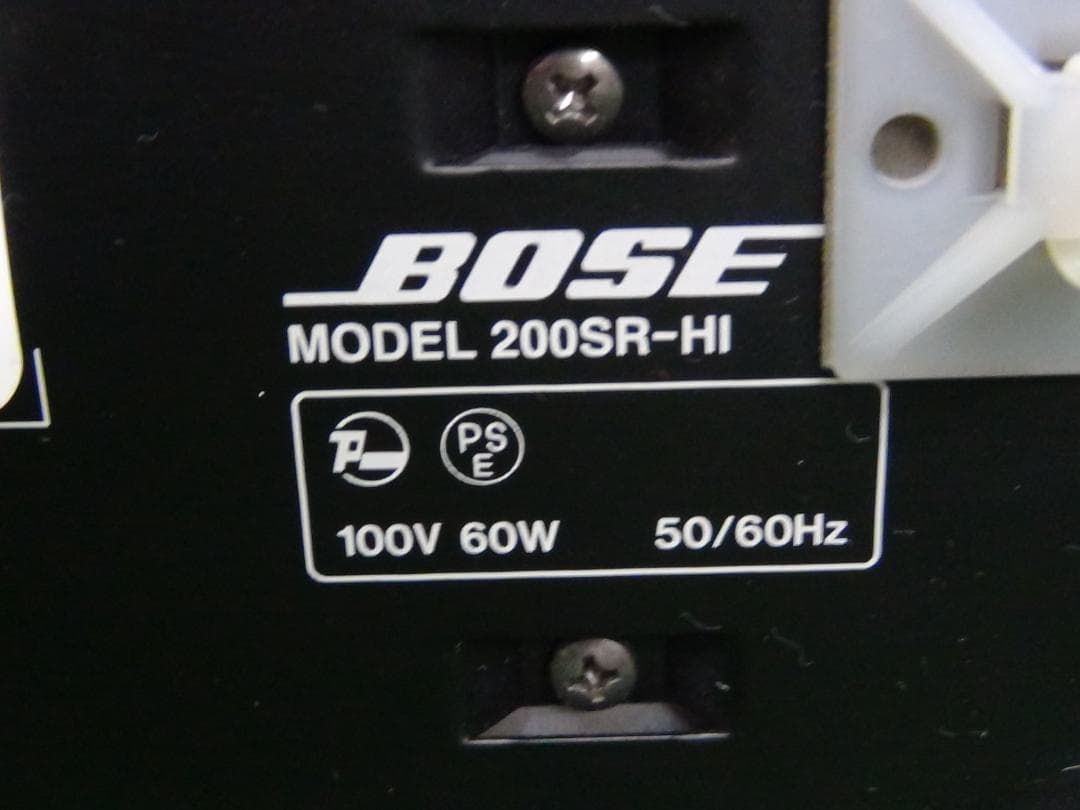 BOSE
MODEL 200SR-HI
PS
E
100V 60W 50/60Hz